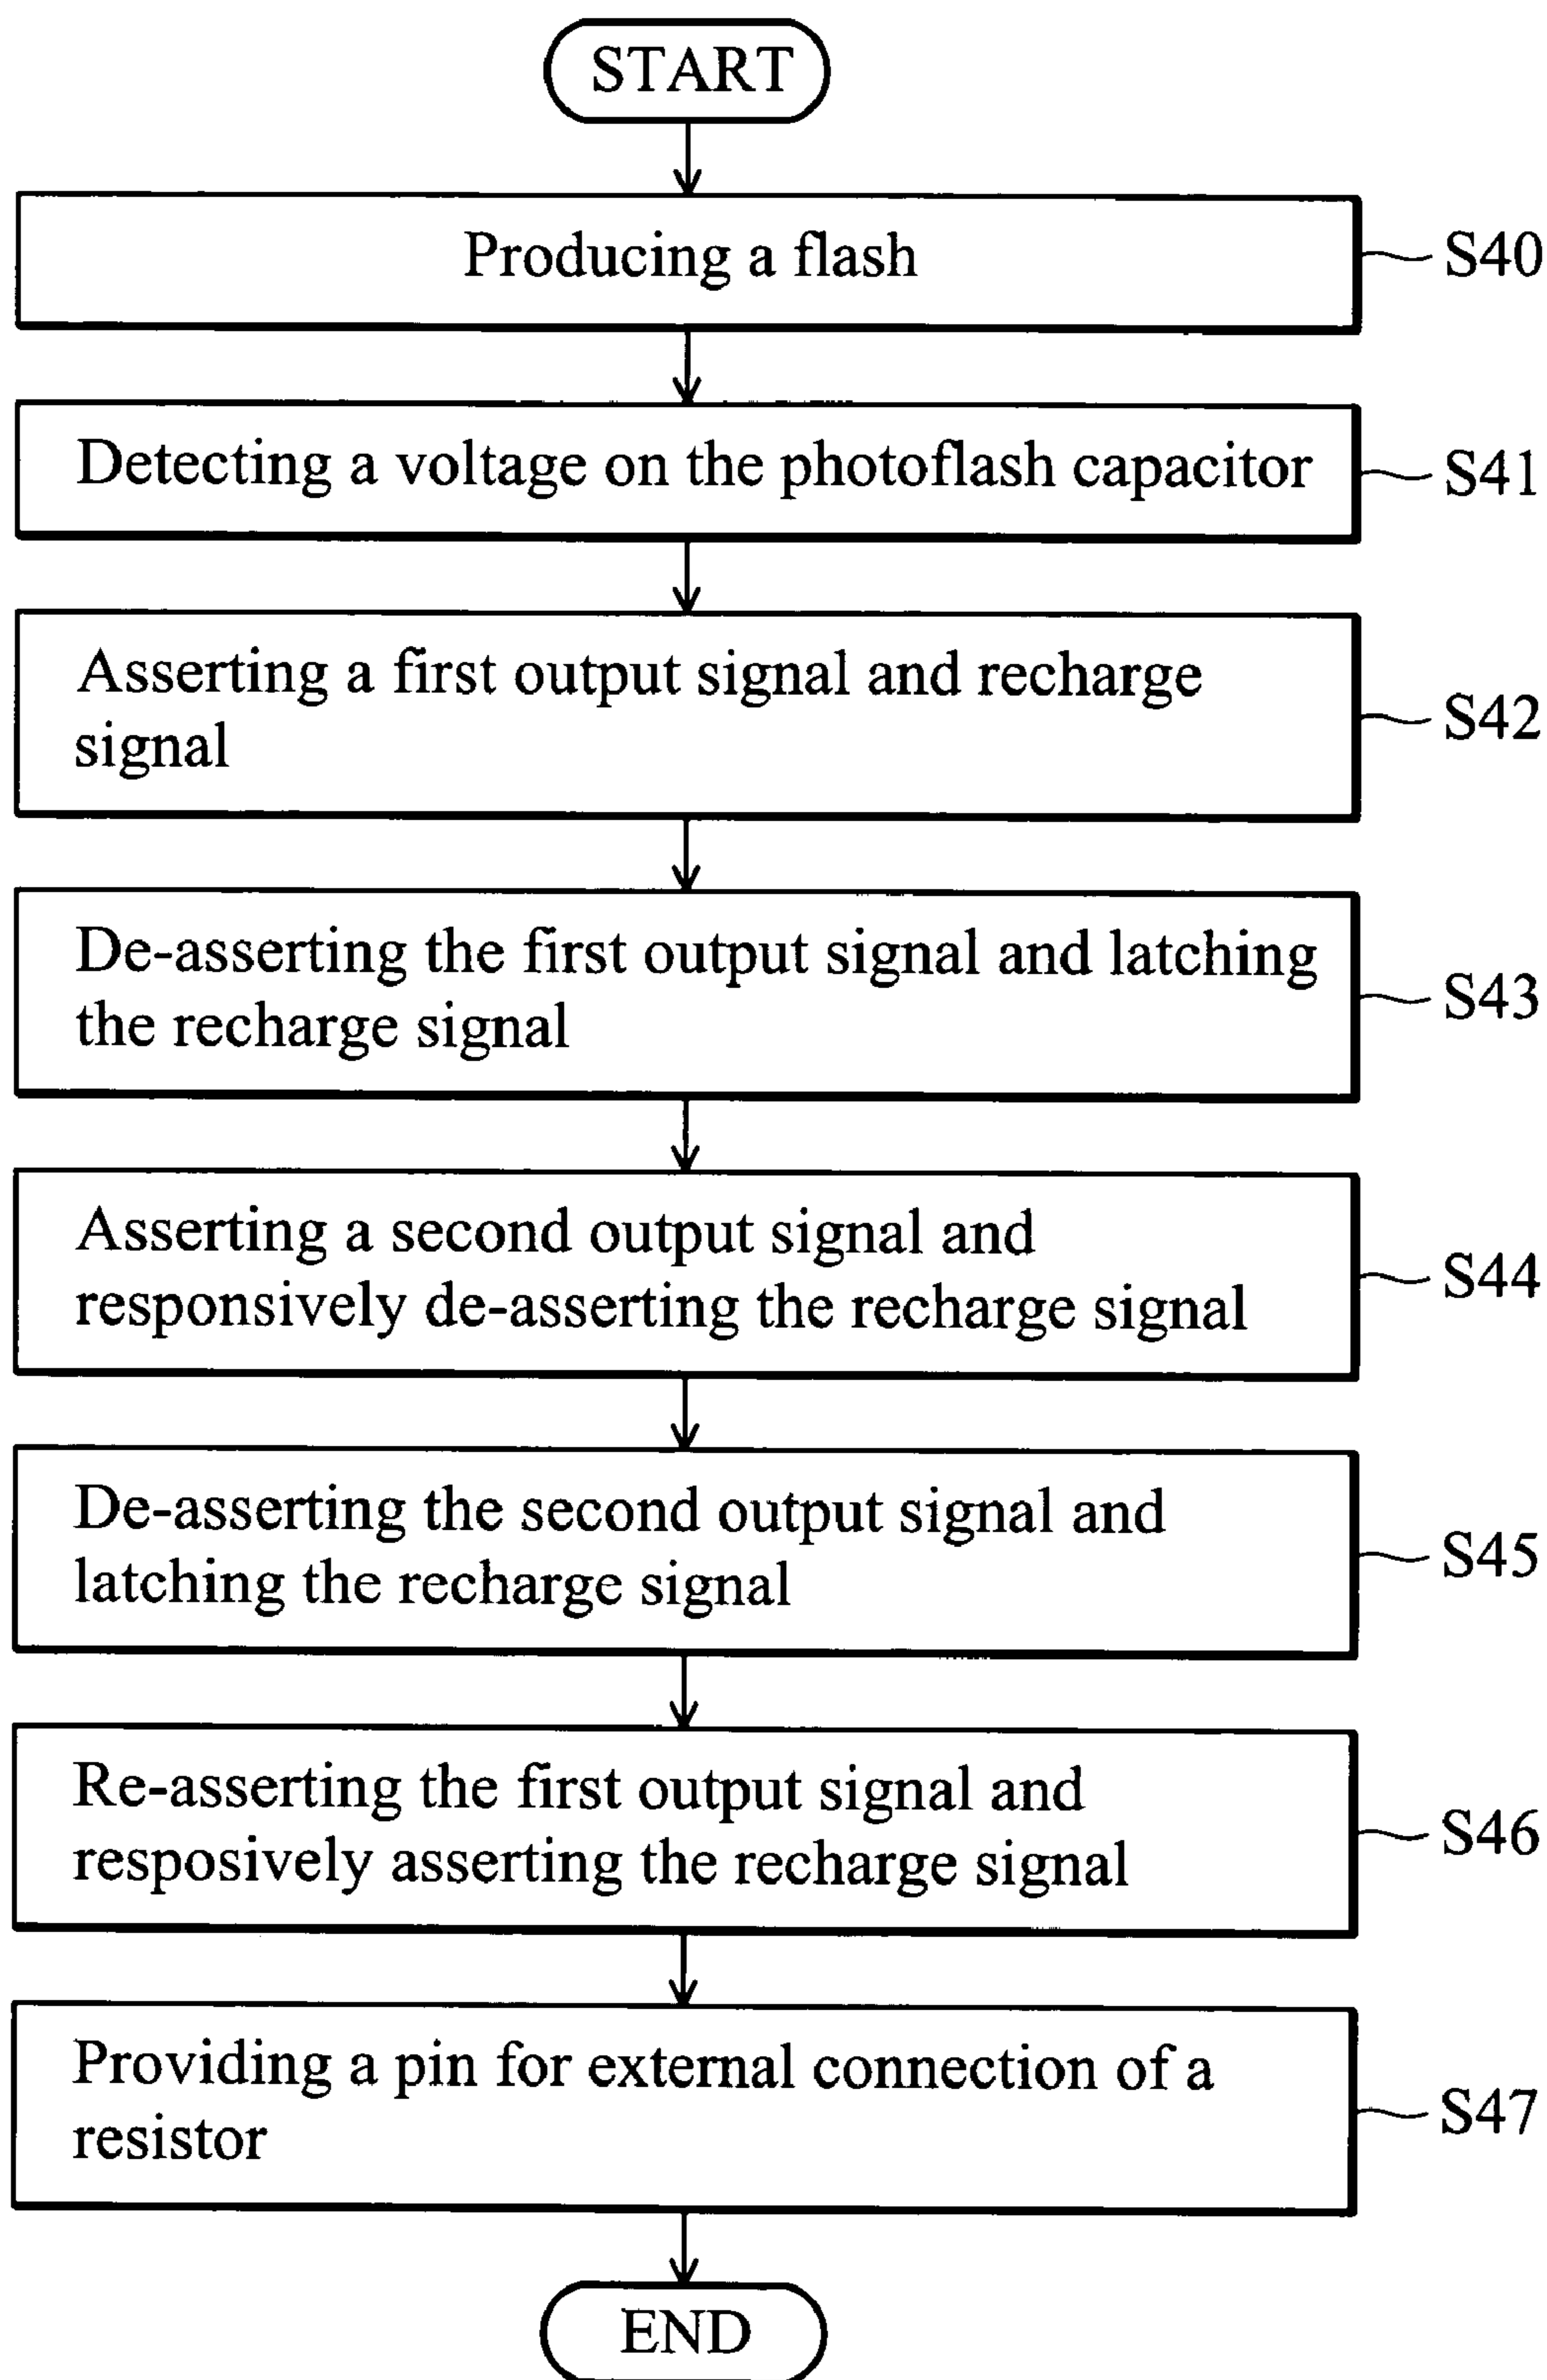 START
Producing a flash
S40
Detecting a voltage on the photoflash capacitor
S41
Asserting a first output signal and recharge
signal
S42
De-asserting the first output signal and latching
the recharge signal
S43
Asserting a second output signal and
responsively de-asserting the recharge signal
S44
De-asserting the second output signal and
latching the recharge signal
S45
Re-asserting the first output signal and
resposively asserting the recharge signal
S46
Providing a pin for external connection of a
resistor
S47
END